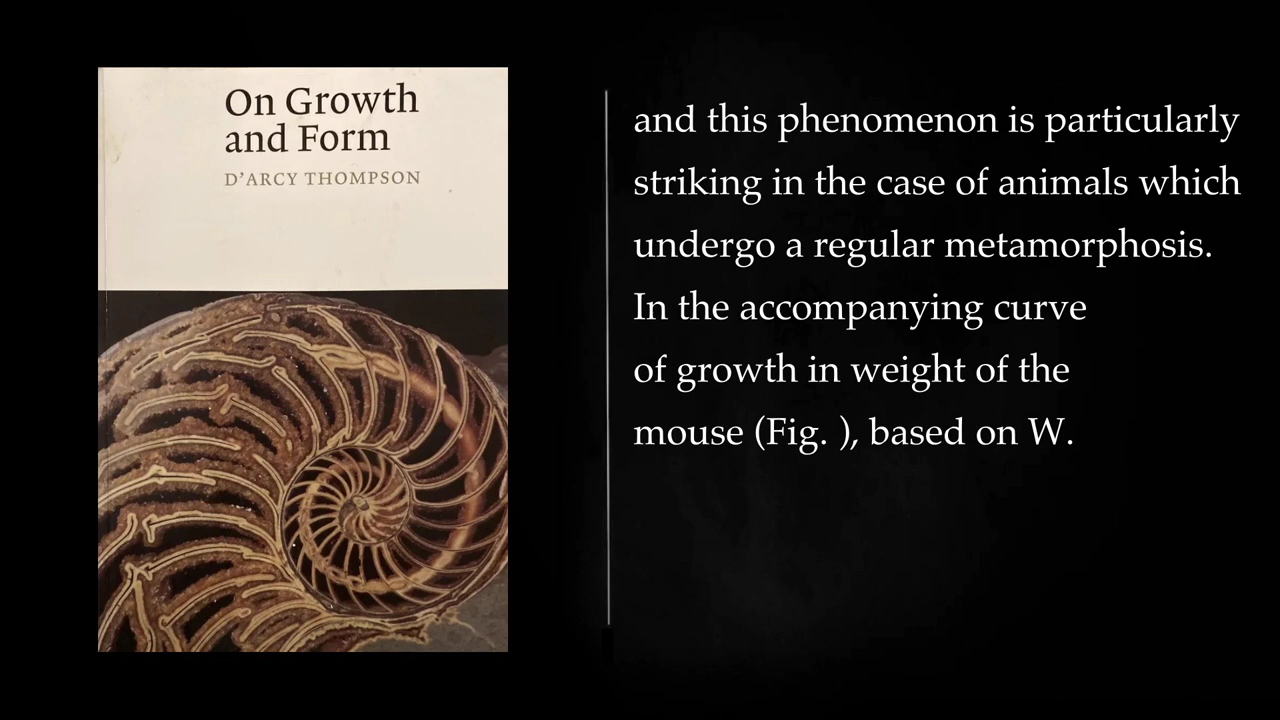 On Growth
and Form
D'ARCY THOMPSON
and this phenomenon is particularly
striking in the case of animals which
undergo a regular metamorphosis.
In the accompanying curve
of growth in weight of the
mouse (Fig. ), based on W.